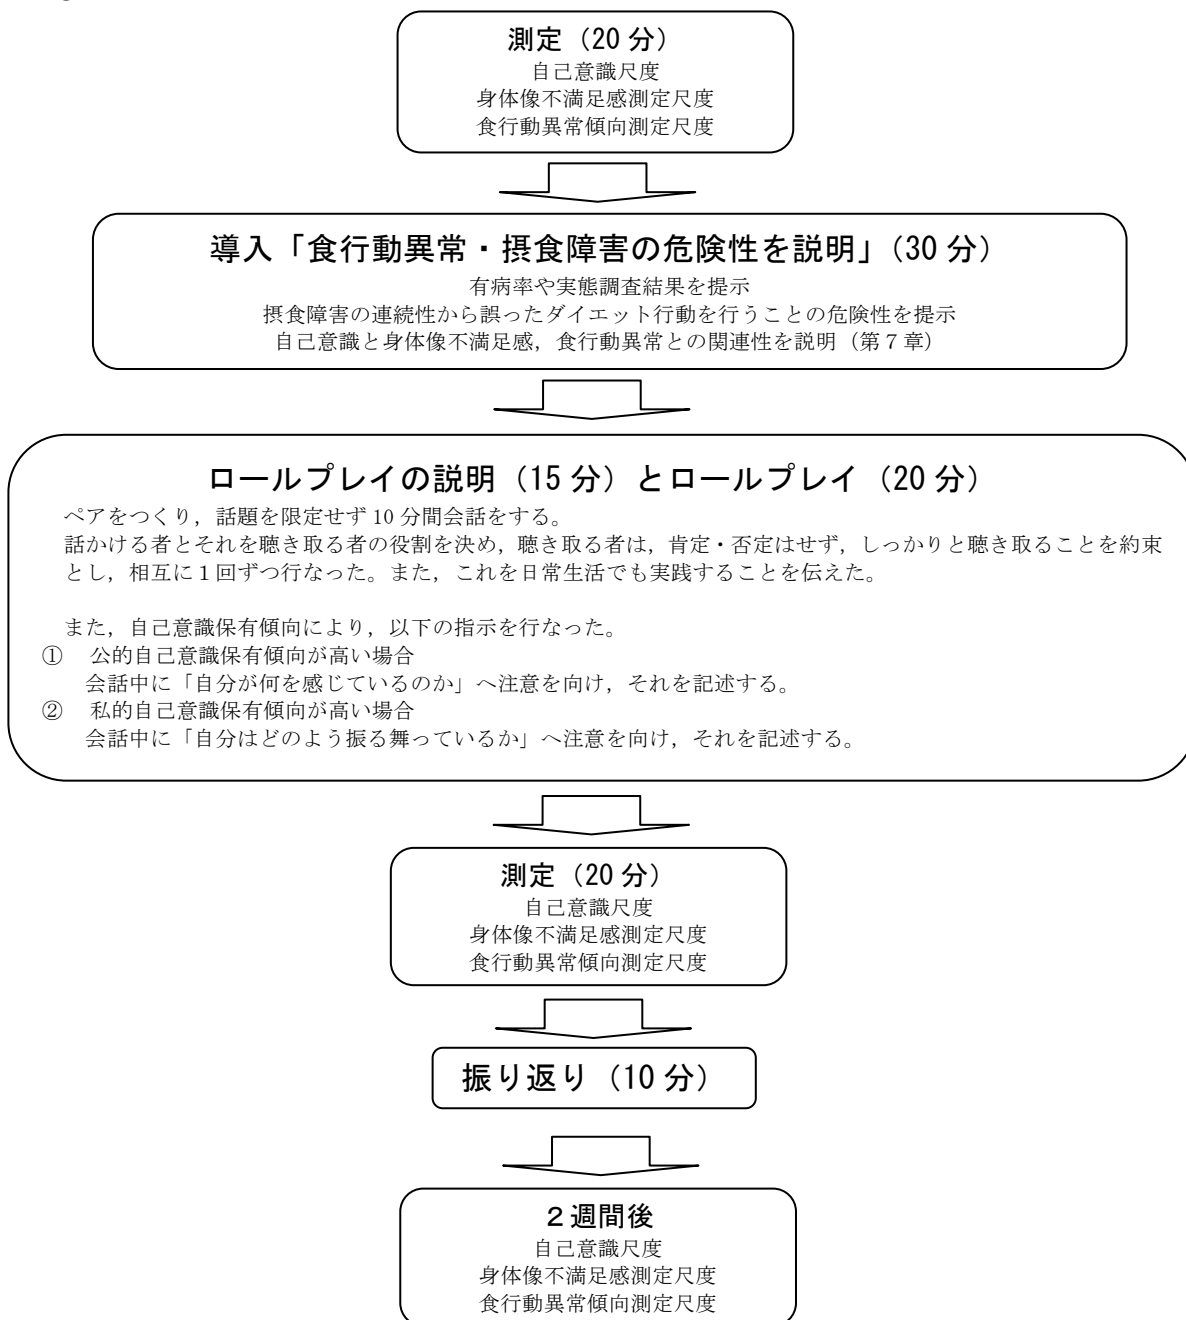 測定（20 分）
自己意識尺度
身体像不満足感測定尺度
食行動異常傾向測定尺度
導入「食行動異常・摂食障害の危険性を説明」（30 分）
有病率や実態調査結果を提示
摂食障害の連続性から誤ったダイエット行動を行うことの危険性を提示
自己意識と身体像不満足感，食行動異常との関連性を説明（第７章）
ロールプレイの説明（15 分）とロールプレイ（20 分）
ペアをつくり，話題を限定せず 10 分間会話をする。
話かける者とそれを聴き取る者の役割を決め，聴き取る者は，肯定・否定はせず，しっかりと聴き取ることを約束
とし，相互に１回ずつ行なった。また，これを日常生活でも実践することを伝えた。
また，自己意識保有傾向により，以下の指示を行なった。
① 公的自己意識保有傾向が高い場合
会話中に「自分が何を感じているのか」へ注意を向け，それを記述する。
② 私的自己意識保有傾向が高い場合
会話中に「自分はどのよう振る舞っているか」へ注意を向け，それを記述する。
測定（20 分）
自己意識尺度
身体像不満足感測定尺度
食行動異常傾向測定尺度
振り返り（10 分）
２週間後
自己意識尺度
身体像不満足感測定尺度
食行動異常傾向測定尺度